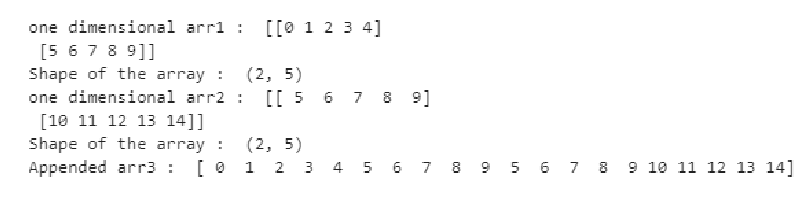 one dimensional arr1 :  [[0 1 2 3 4]
 [5 6 7 8 9]]
Shape of the array :  (2, 5)
one dimensional arr2 :  [[ 5  6  7  8  9]
 [10 11 12 13 14]]
Shape of the array :  (2, 5)
Appended arr3 :  [ 0  1  2  3  4  5  6  7  8  9  5  6  7  8  9 10 11 12 13 14]